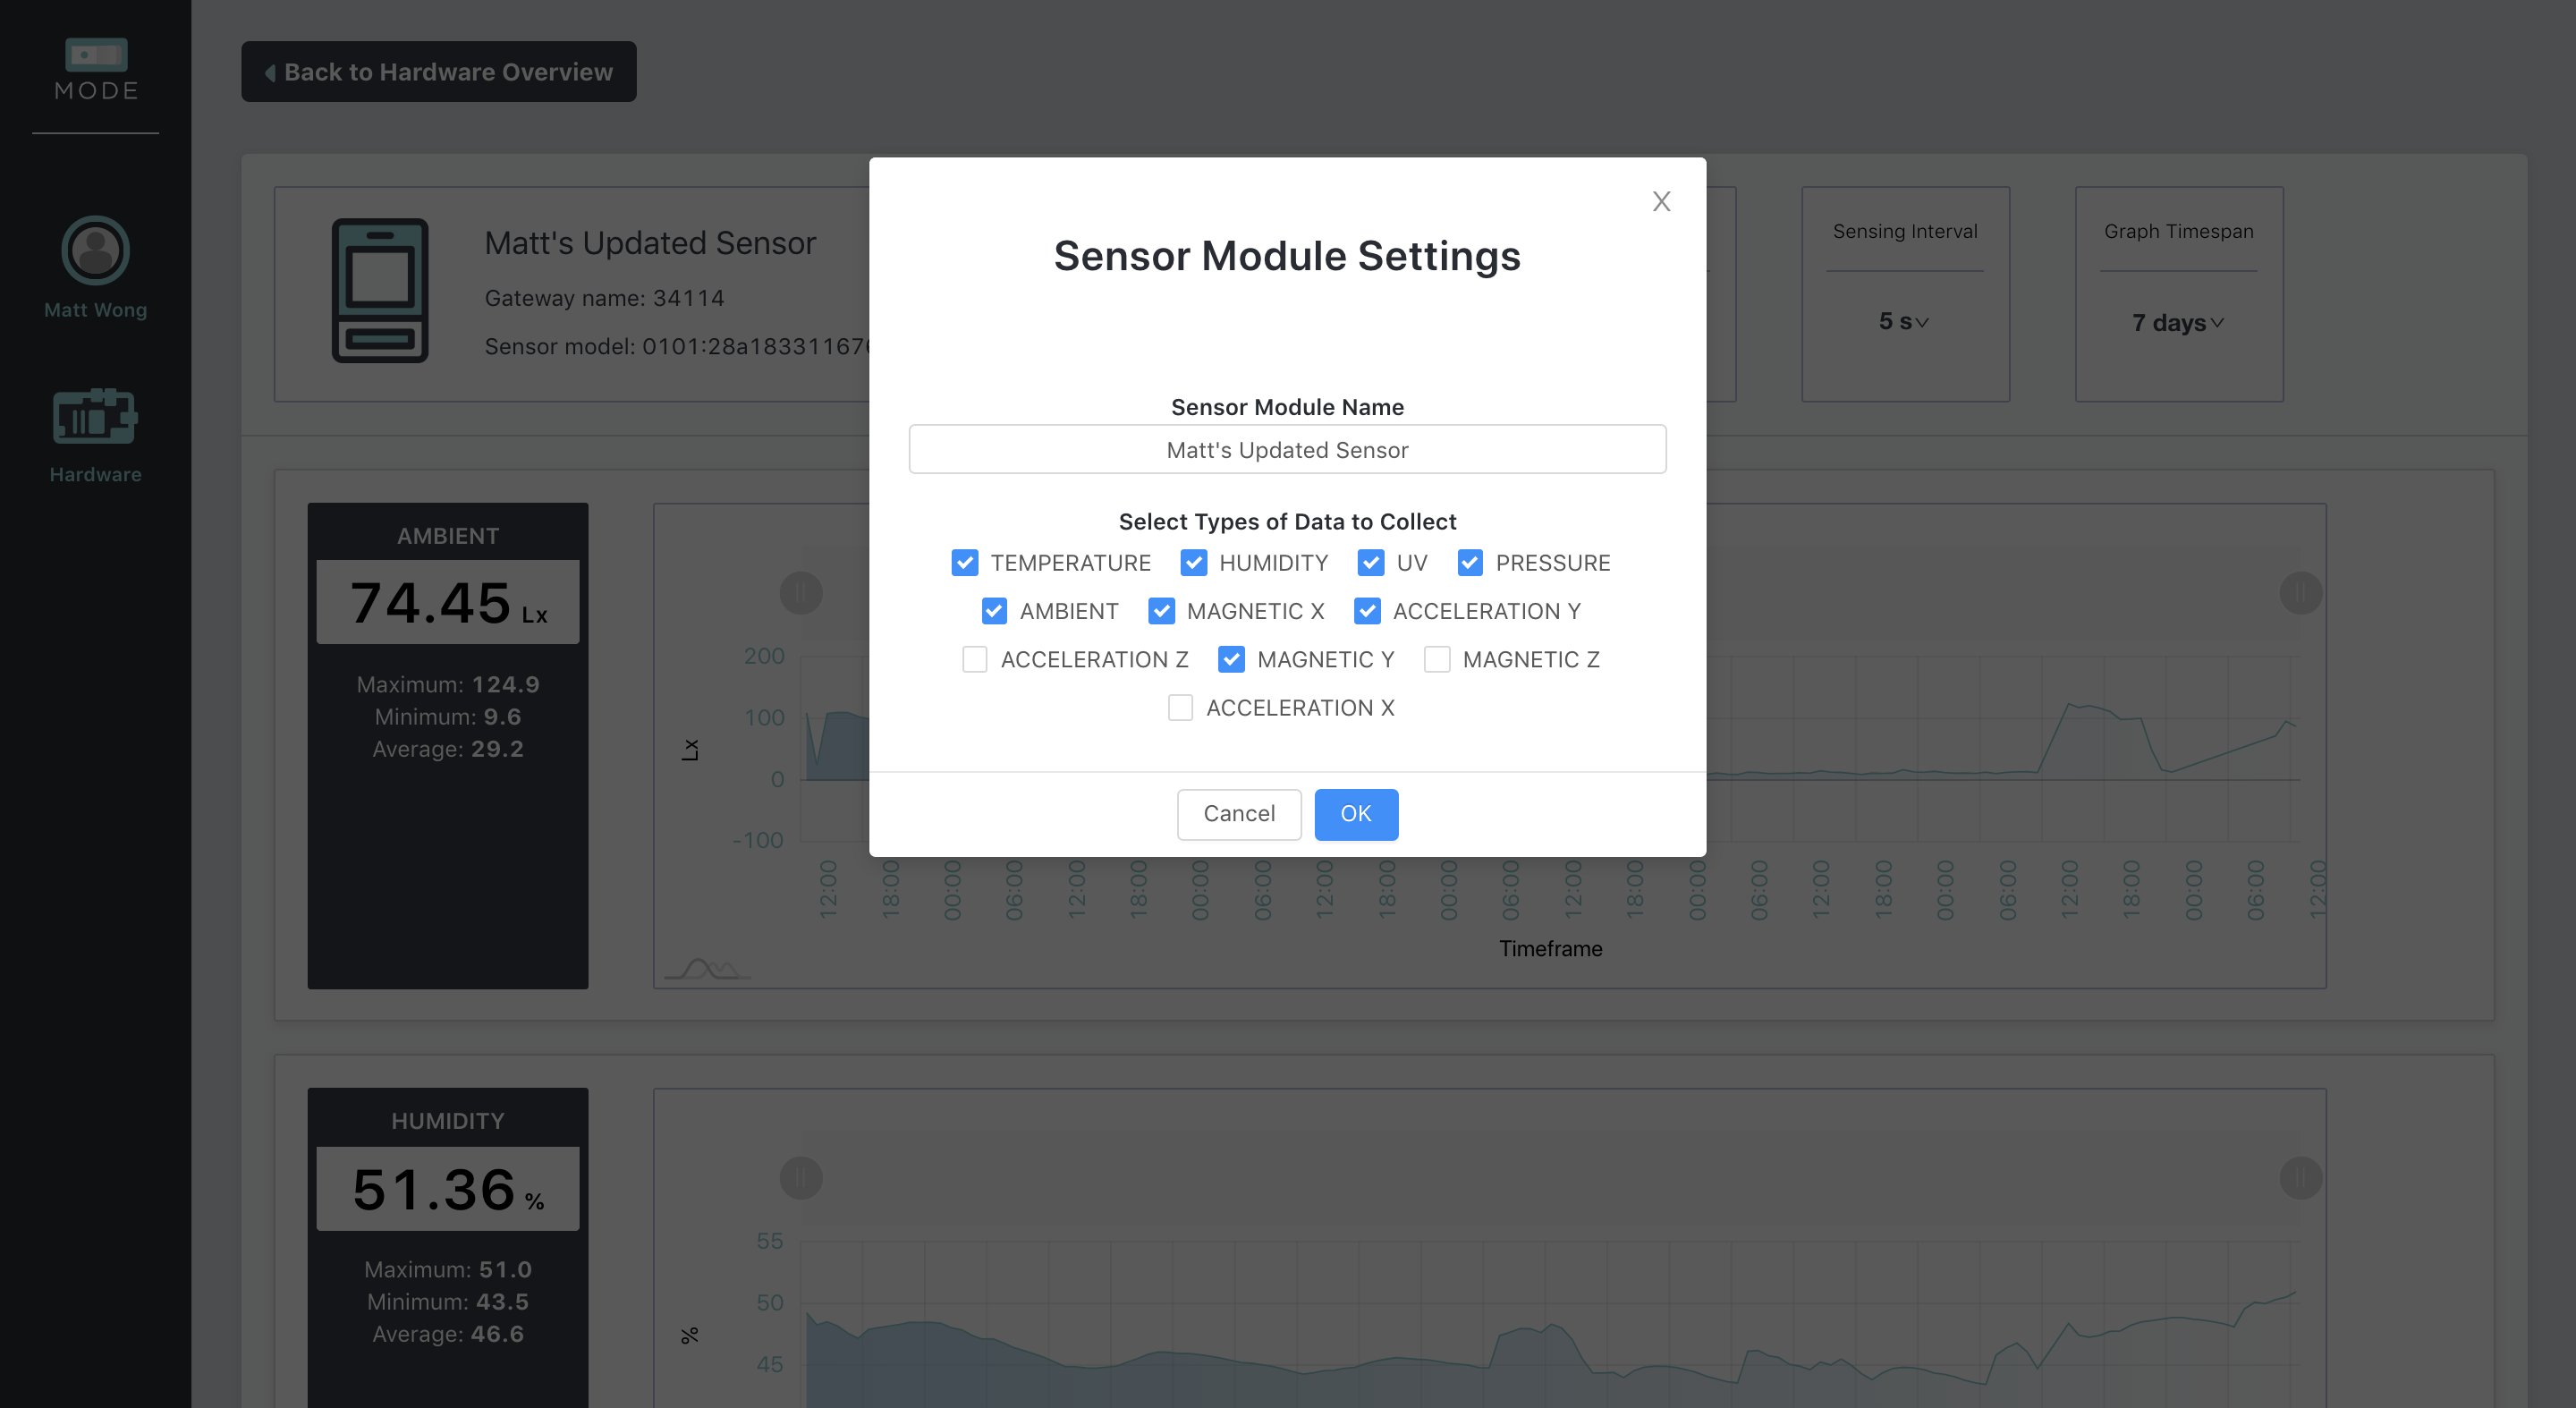 MODE
Matt Wong
Hardware
Back to Hardware Overview
Matt's Updated Sensor
Gateway name: 34114
Sensor model:
Sensing Interval
5 s
Graph Timespan
7 days
Sensor Module Settings
X
Sensor Module Name
Matt's Updated Sensor
Select Types of Data to Collect
TEMPERATURE HUMIDITY UV PRESSURE
AMBIENT MAGNETIC X ACCELERATION Y
ACCELERATION Z MAGNETIC Y MAGNETIC Z
ACCELERATION X
Cancel OK
AMBIENT
74.45 Lx
Maximum: 124.9
Minimum: 9.6
Average: 29.2
Lx
200
100
0
-100
12:00 18:00 00:00 06:00 12:00 18:00 00:00 06:00 12:00 18:00 00:00 06:00 12:00 18:00 00:00 06:00 12:00 18:00 00:00 06:00 12:00 18:00 00:00 06:00 12:00
Timeframe
HUMIDITY
51.36 %
Maximum: 51.0
Minimum: 43.5
Average: 46.6
%
55
50
45